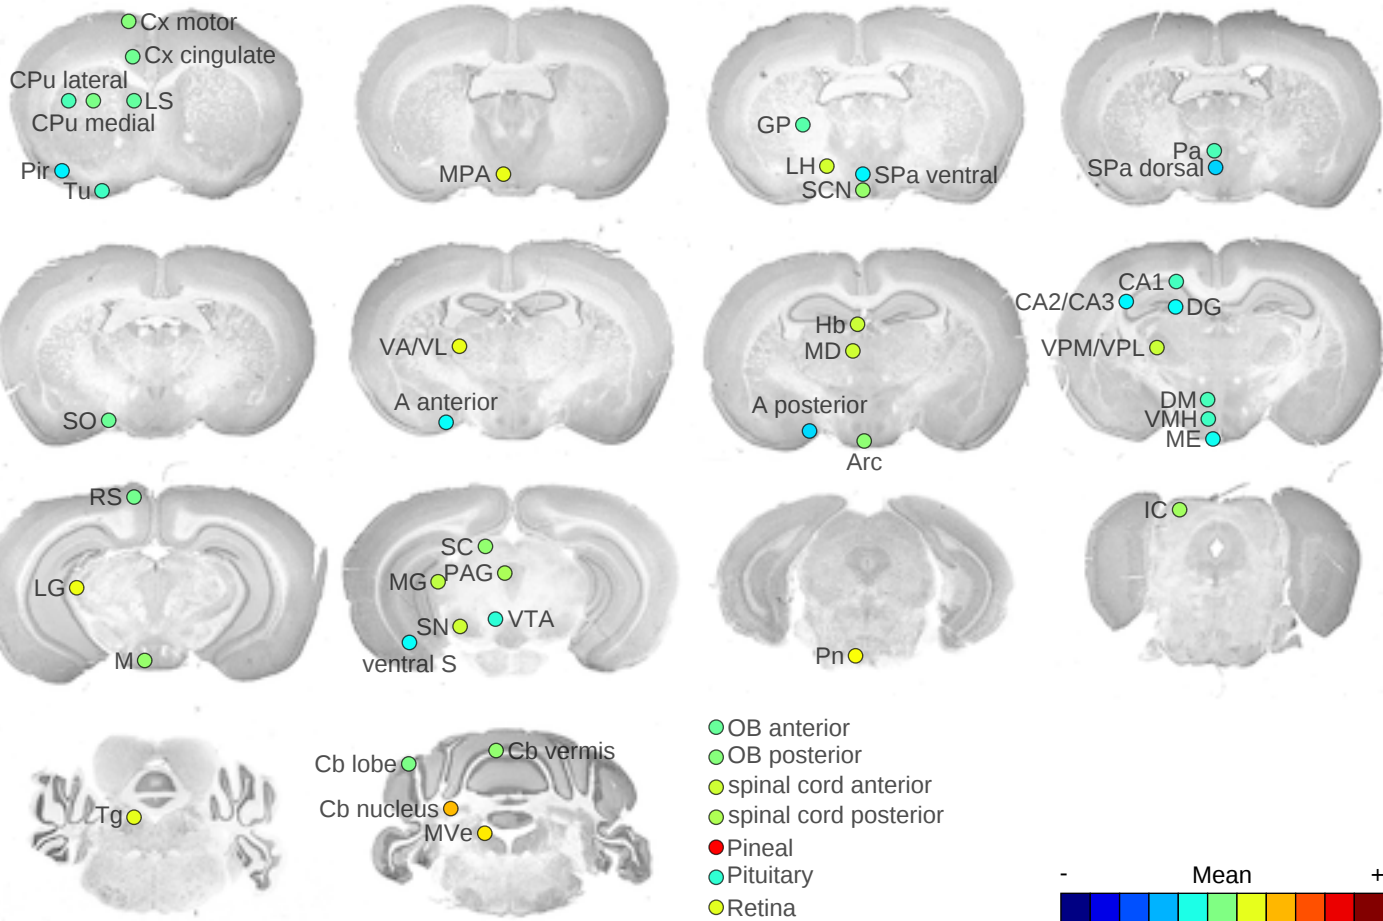 Cx motor
Cx cingulate
CPu lateral
LS
CPu medial
Pir
Tu
MPA
GP
LH
SPa ventral
SCN
Pa
SPa dorsal
SO
VA/VL
A anterior
Hb
MD
A posterior
Arc
CA1
CA2/CA3
DG
VPM/VPL
DM
VMH
ME
RS
LG
M
SC
PAG
MG
VTA
SN
ventral S
Pn
IC
Tg
Cb vermis
Cb lobe
Cb nucleus
MVe
OB anterior
OB posterior
spinal cord anterior
spinal cord posterior
Pineal
Pituitary
Retina
- Mean +